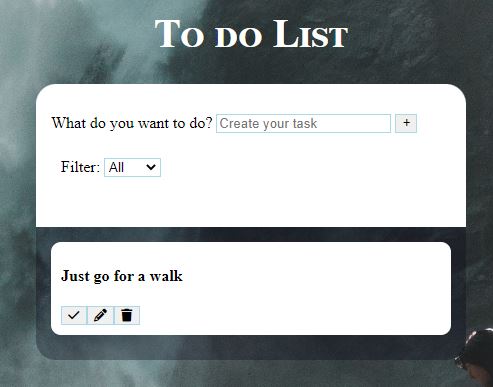 To do List
What do you want to do? Create your task +
Filter: All
Just go for a walk